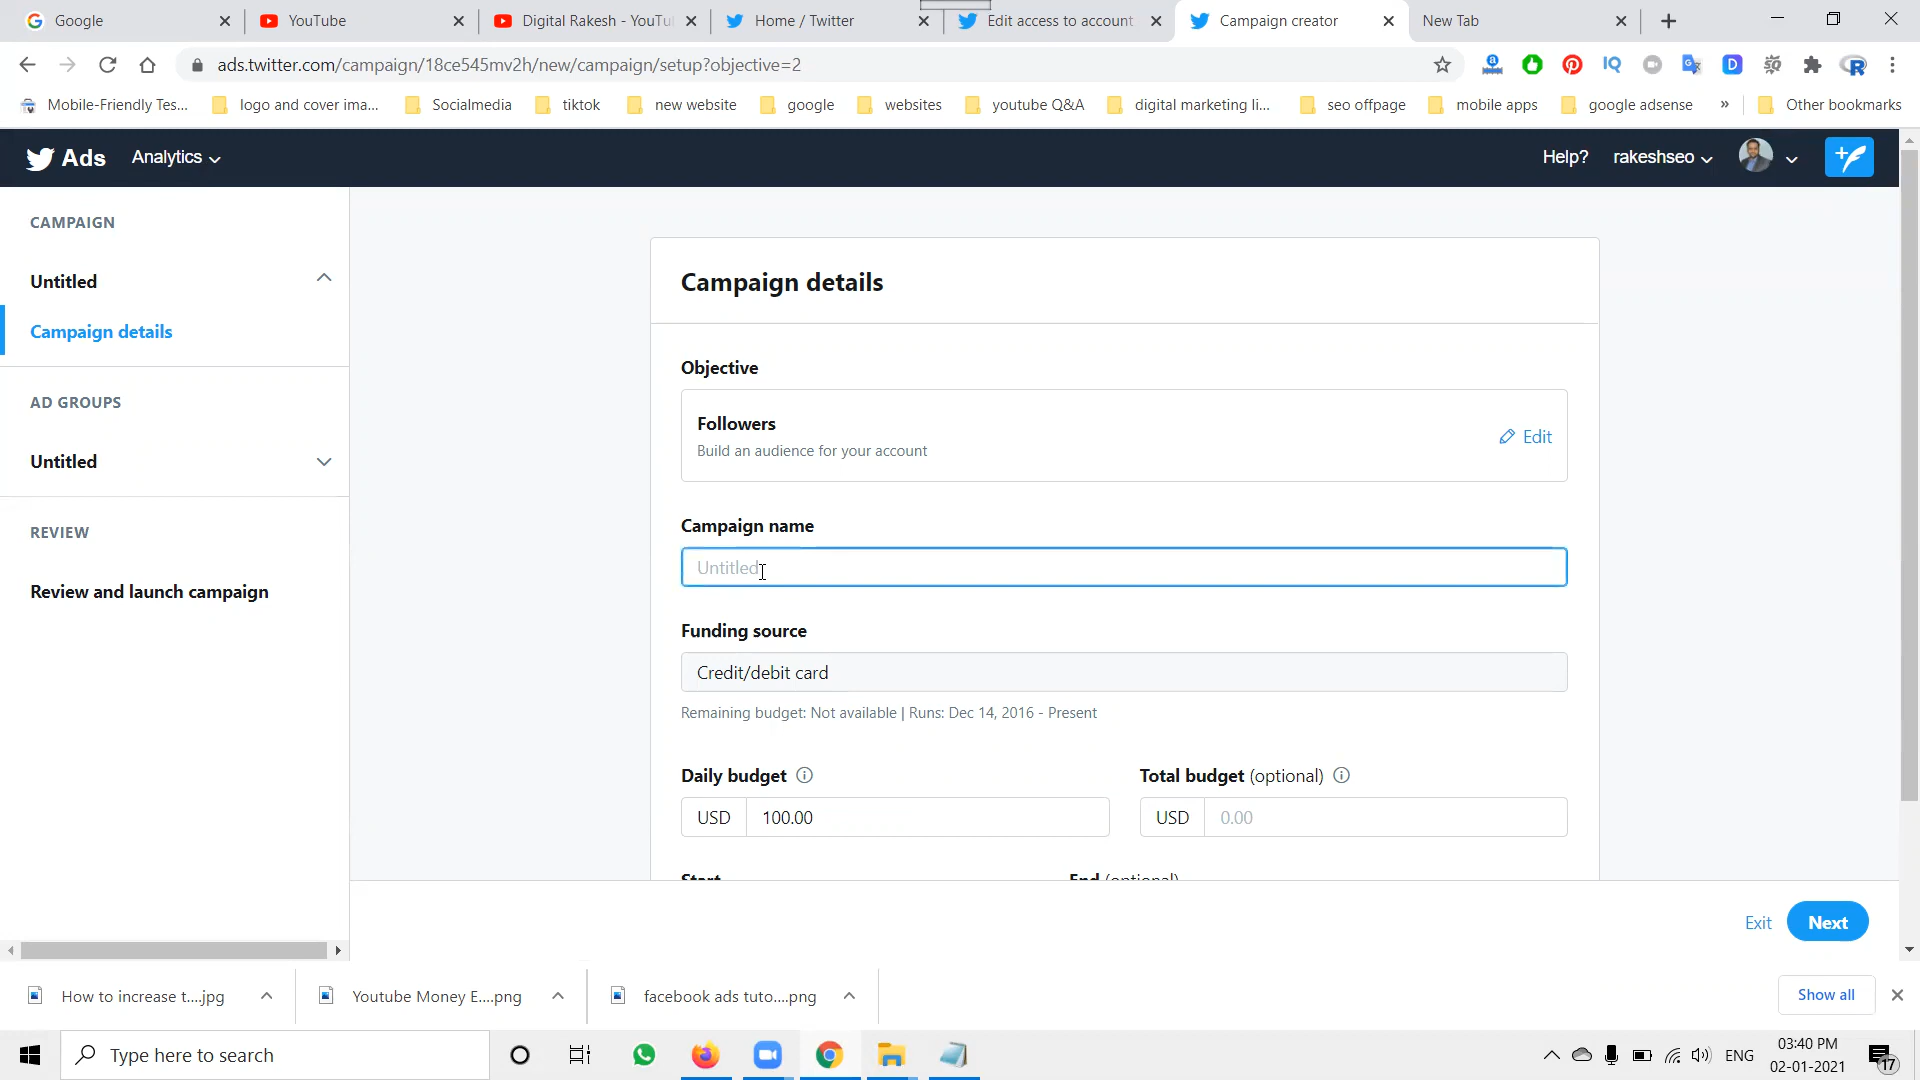 Google
YouTube
Digital Rakesh - YouTu
Home / Twitter
Edit access to account
Campaign creator
New Tab
ads.twitter.com/campaign/18ce545mv2h/new/campaign/setup?objective=2
Mobile-Friendly Tes...
logo and cover ima...
Socialmedia
tiktok
new website
google
websites
youtube Q&A
digital marketing li...
seo offpage
mobile apps
google adsense
»
Other bookmarks
Ads
Analytics
Help?
rakeshseo
CAMPAIGN
Untitled
Campaign details
AD GROUPS
Untitled
REVIEW
Review and launch campaign
Campaign details
Objective
Followers
Build an audience for your account
Edit
Campaign name
Untitled
Funding source
Credit/debit card
Remaining budget: Not available | Runs: Dec 14, 2016 - Present
Daily budget
Total budget (optional)
USD 100.00
USD 0.00
Start
End (optional)
Exit
Next
How to increase t....jpg
Youtube Money E....png
facebook ads tuto....png
Show all
Type here to search
ENG
03:40 PM
02-01-2021
17